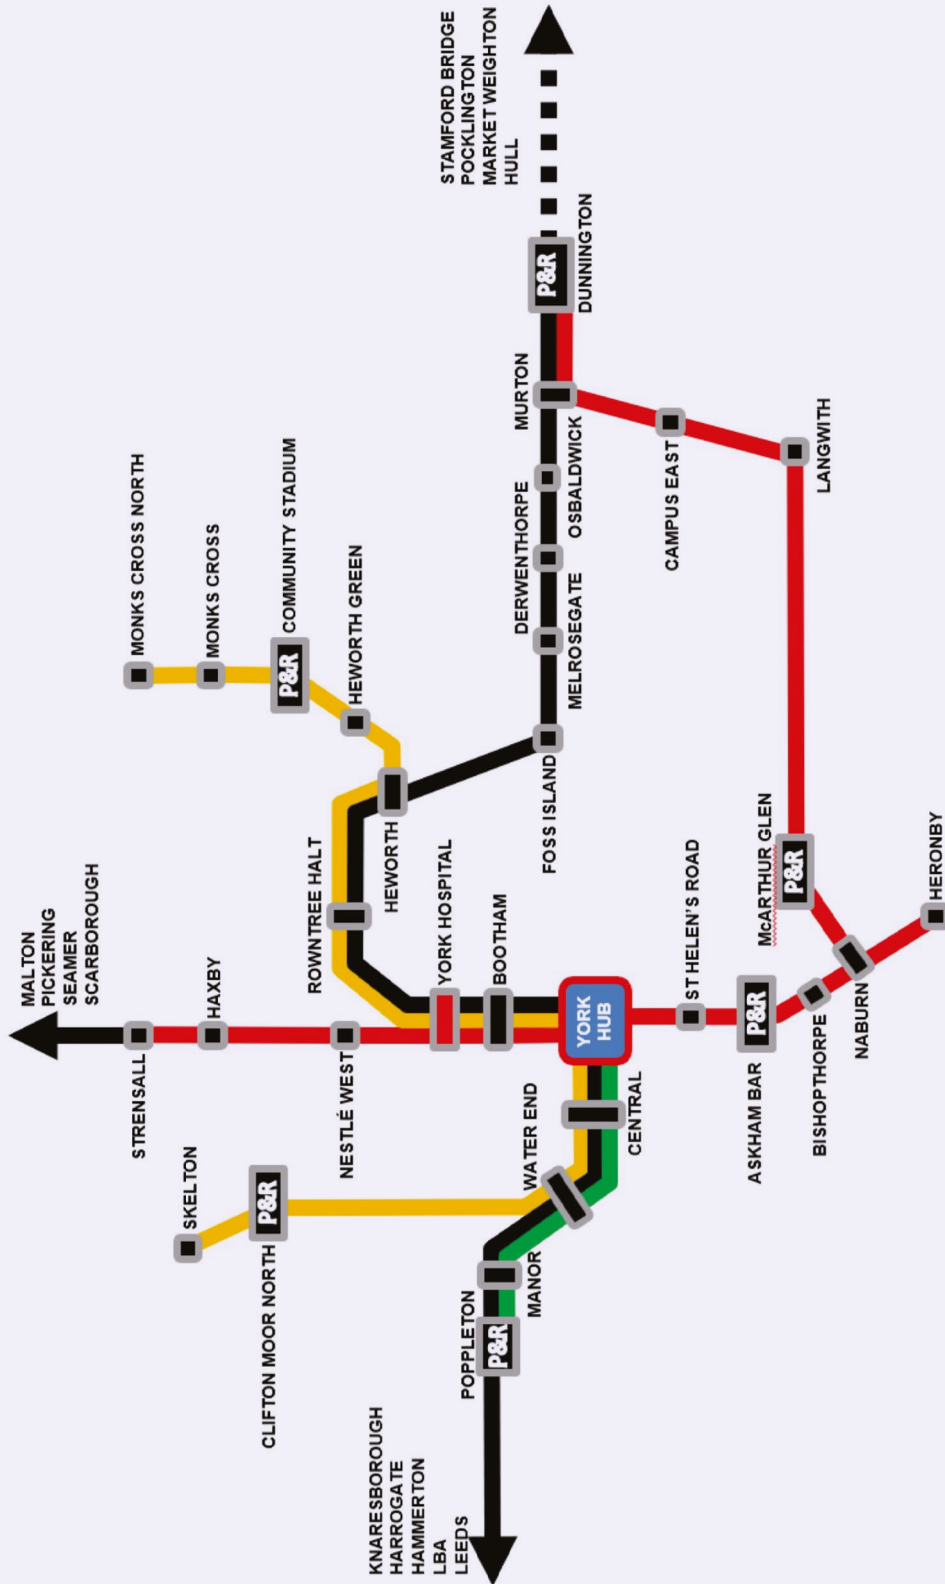 MALTON
PICKERING
SEAMER
SCARBOROUGH
STRENSALL
HAXBY
NESTLÉ WEST
SKELTON
P&R
CLIFTON MOOR NORTH
WATER END
MANOR
POPPLETON
P&R
KNARESBOROUGH
HARROGATE
HAMMERTON
LBA
LEEDS
CENTRAL
YORK
HUB
BOOTHAM
YORK HOSPITAL
ROWNTREE HALT
HEWORTH
HEWORTH GREEN
P&R
COMMUNITY STADIUM
MONKS CROSS
MONKS CROSS NORTH
FOSS ISLAND
MELROSEGATE
DERWENTHORPE
OSBALDWICK
MURTON
P&R
DUNNINGTON
STAMFORD BRIDGE
POCKLINGTON
MARKET WEIGHTON
HULL
CAMPUS EAST
LANGWITH
McARTHUR GLEN
P&R
ST HELEN'S ROAD
ASKHAM BAR
P&R
BISHOPTHORPE
NABURN
HERONBY